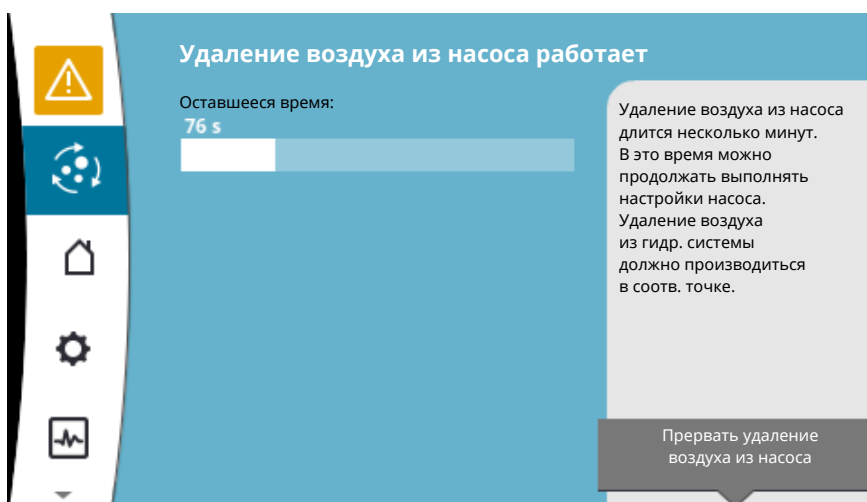 Удаление воздуха из насоса работает
Оставшееся время:
76 s
Удаление воздуха из насоса
длится несколько минут.
В это время можно
продолжать выполнять
настройки насоса.
Удаление воздуха
из гидр. системы
должно производиться
в соотв. точке.
Прервать удаление
воздуха из насоса